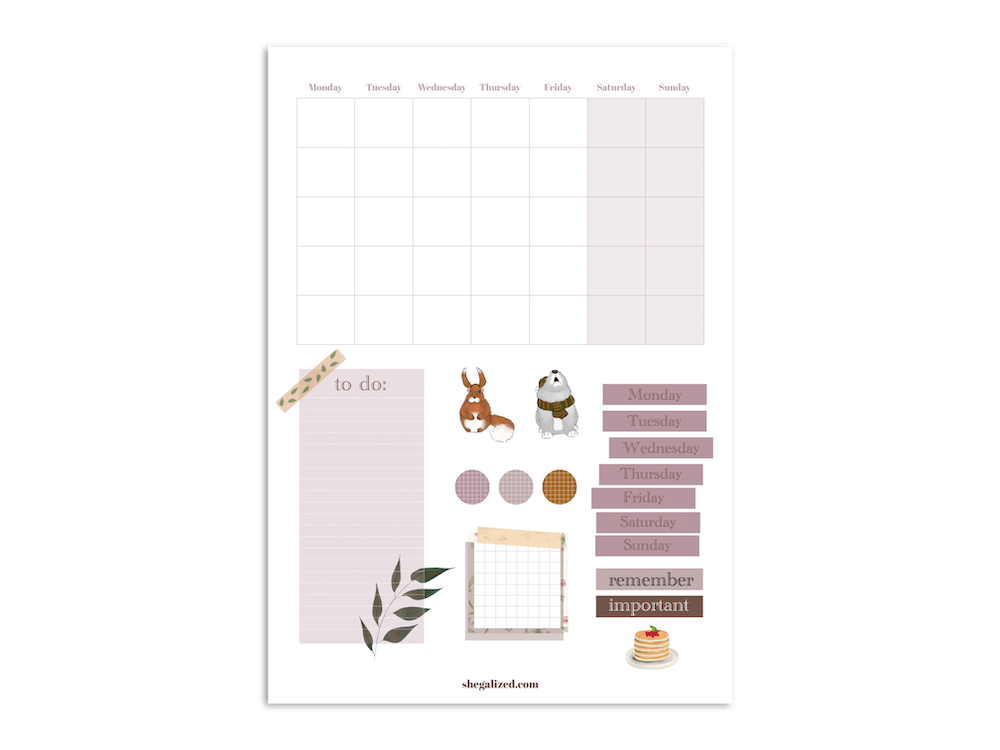 Monday Tuesday Wednesday Thursday Friday Saturday Sunday
to do:
Monday
Tuesday
Wednesday
Thursday
Friday
Saturday
Sunday
remember
important
shegalized.com